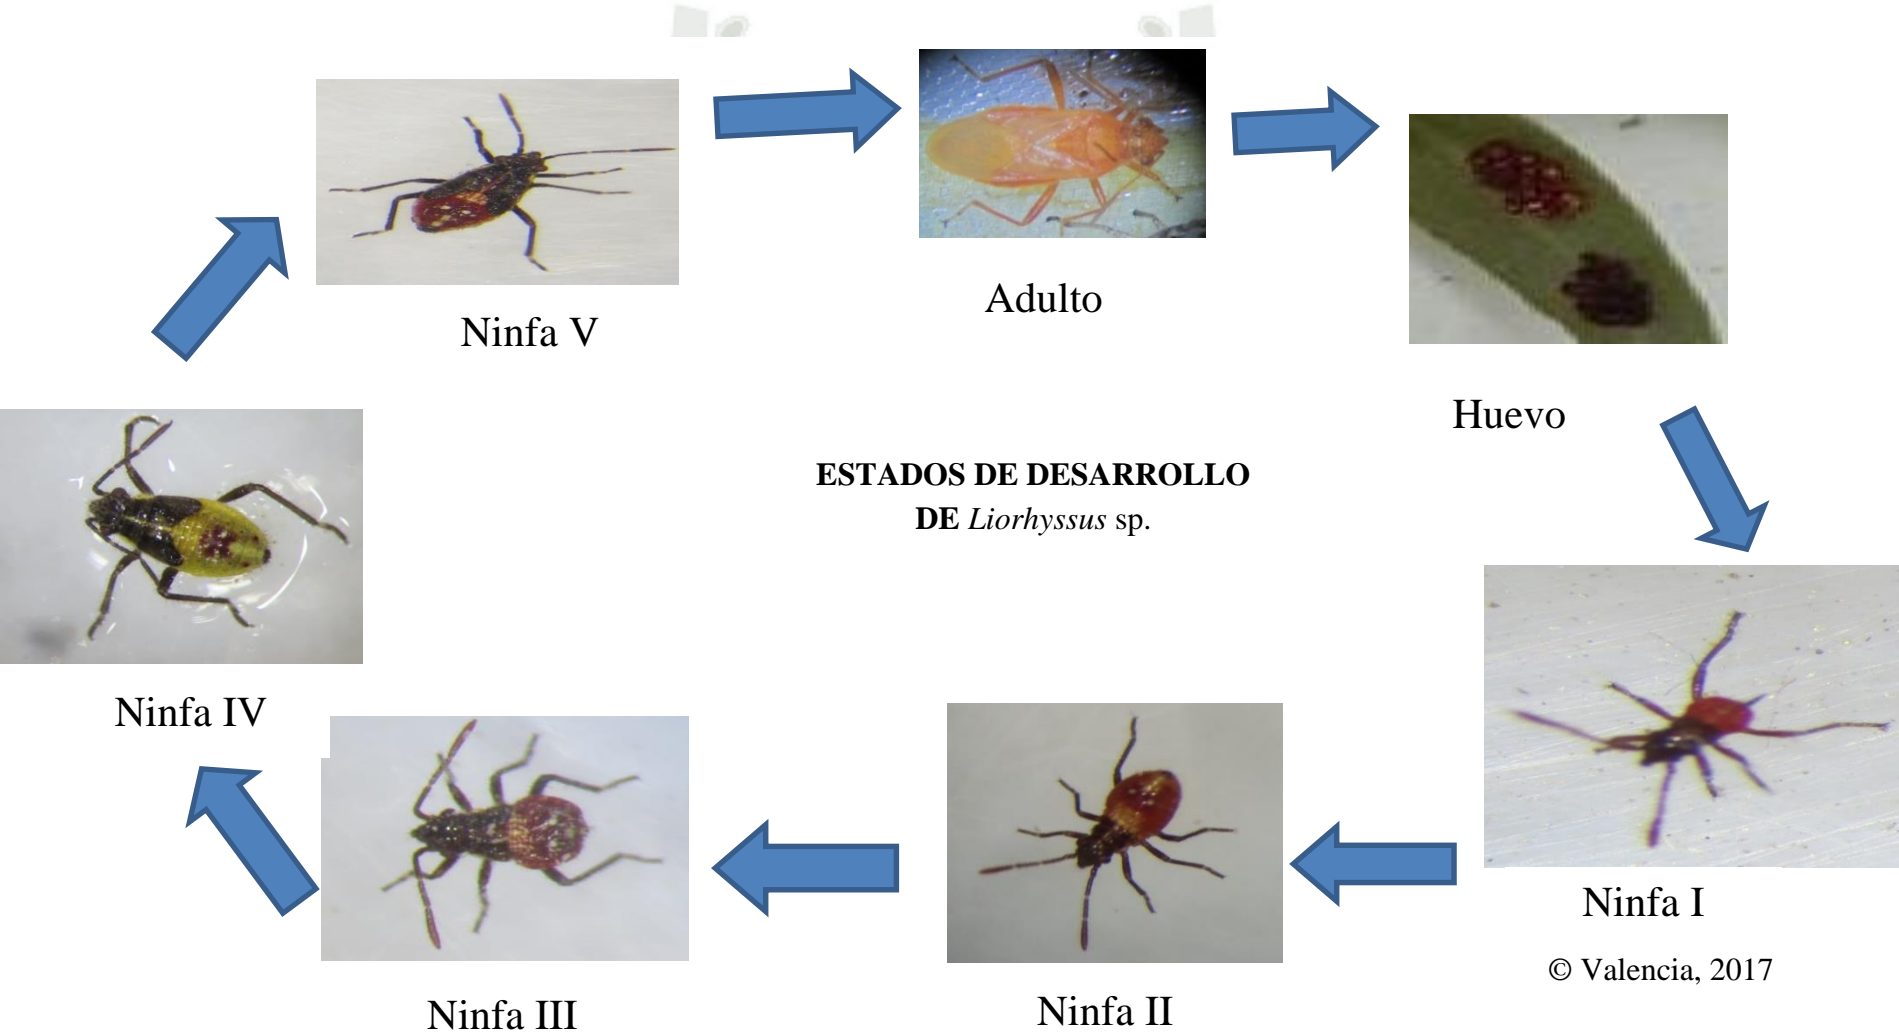 Ninfa V
Adulto
Huevo
ESTADOS DE DESARROLLO
DE Liorhyssus sp.
Ninfa IV
Ninfa I
© Valencia, 2017
Ninfa III
Ninfa II